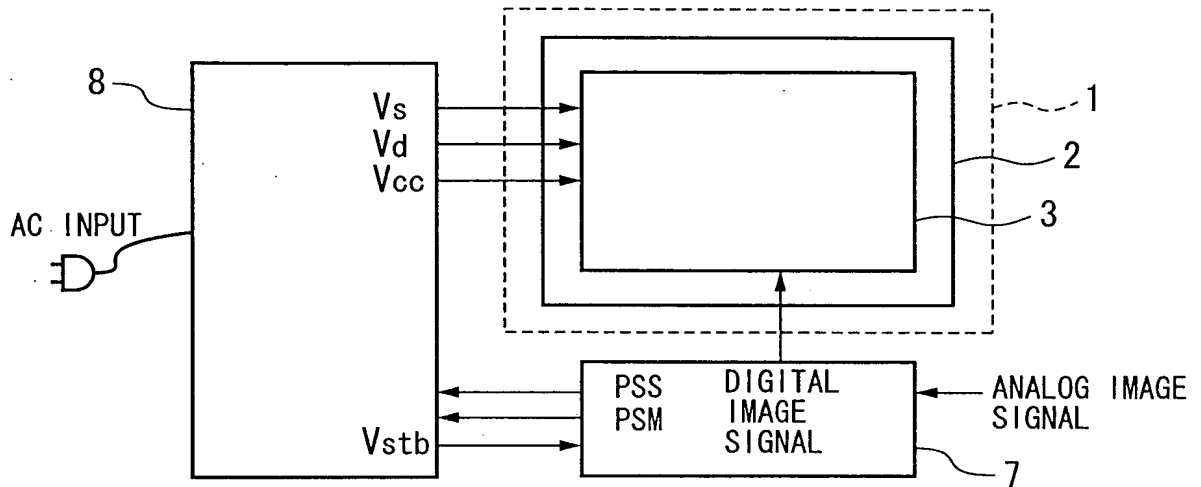 8
Vs
Vd
Vcc
1
2
3
AC INPUT
PSS
PSM
DIGITAL
IMAGE
SIGNAL
ANALOG IMAGE
SIGNAL
Vstb
7